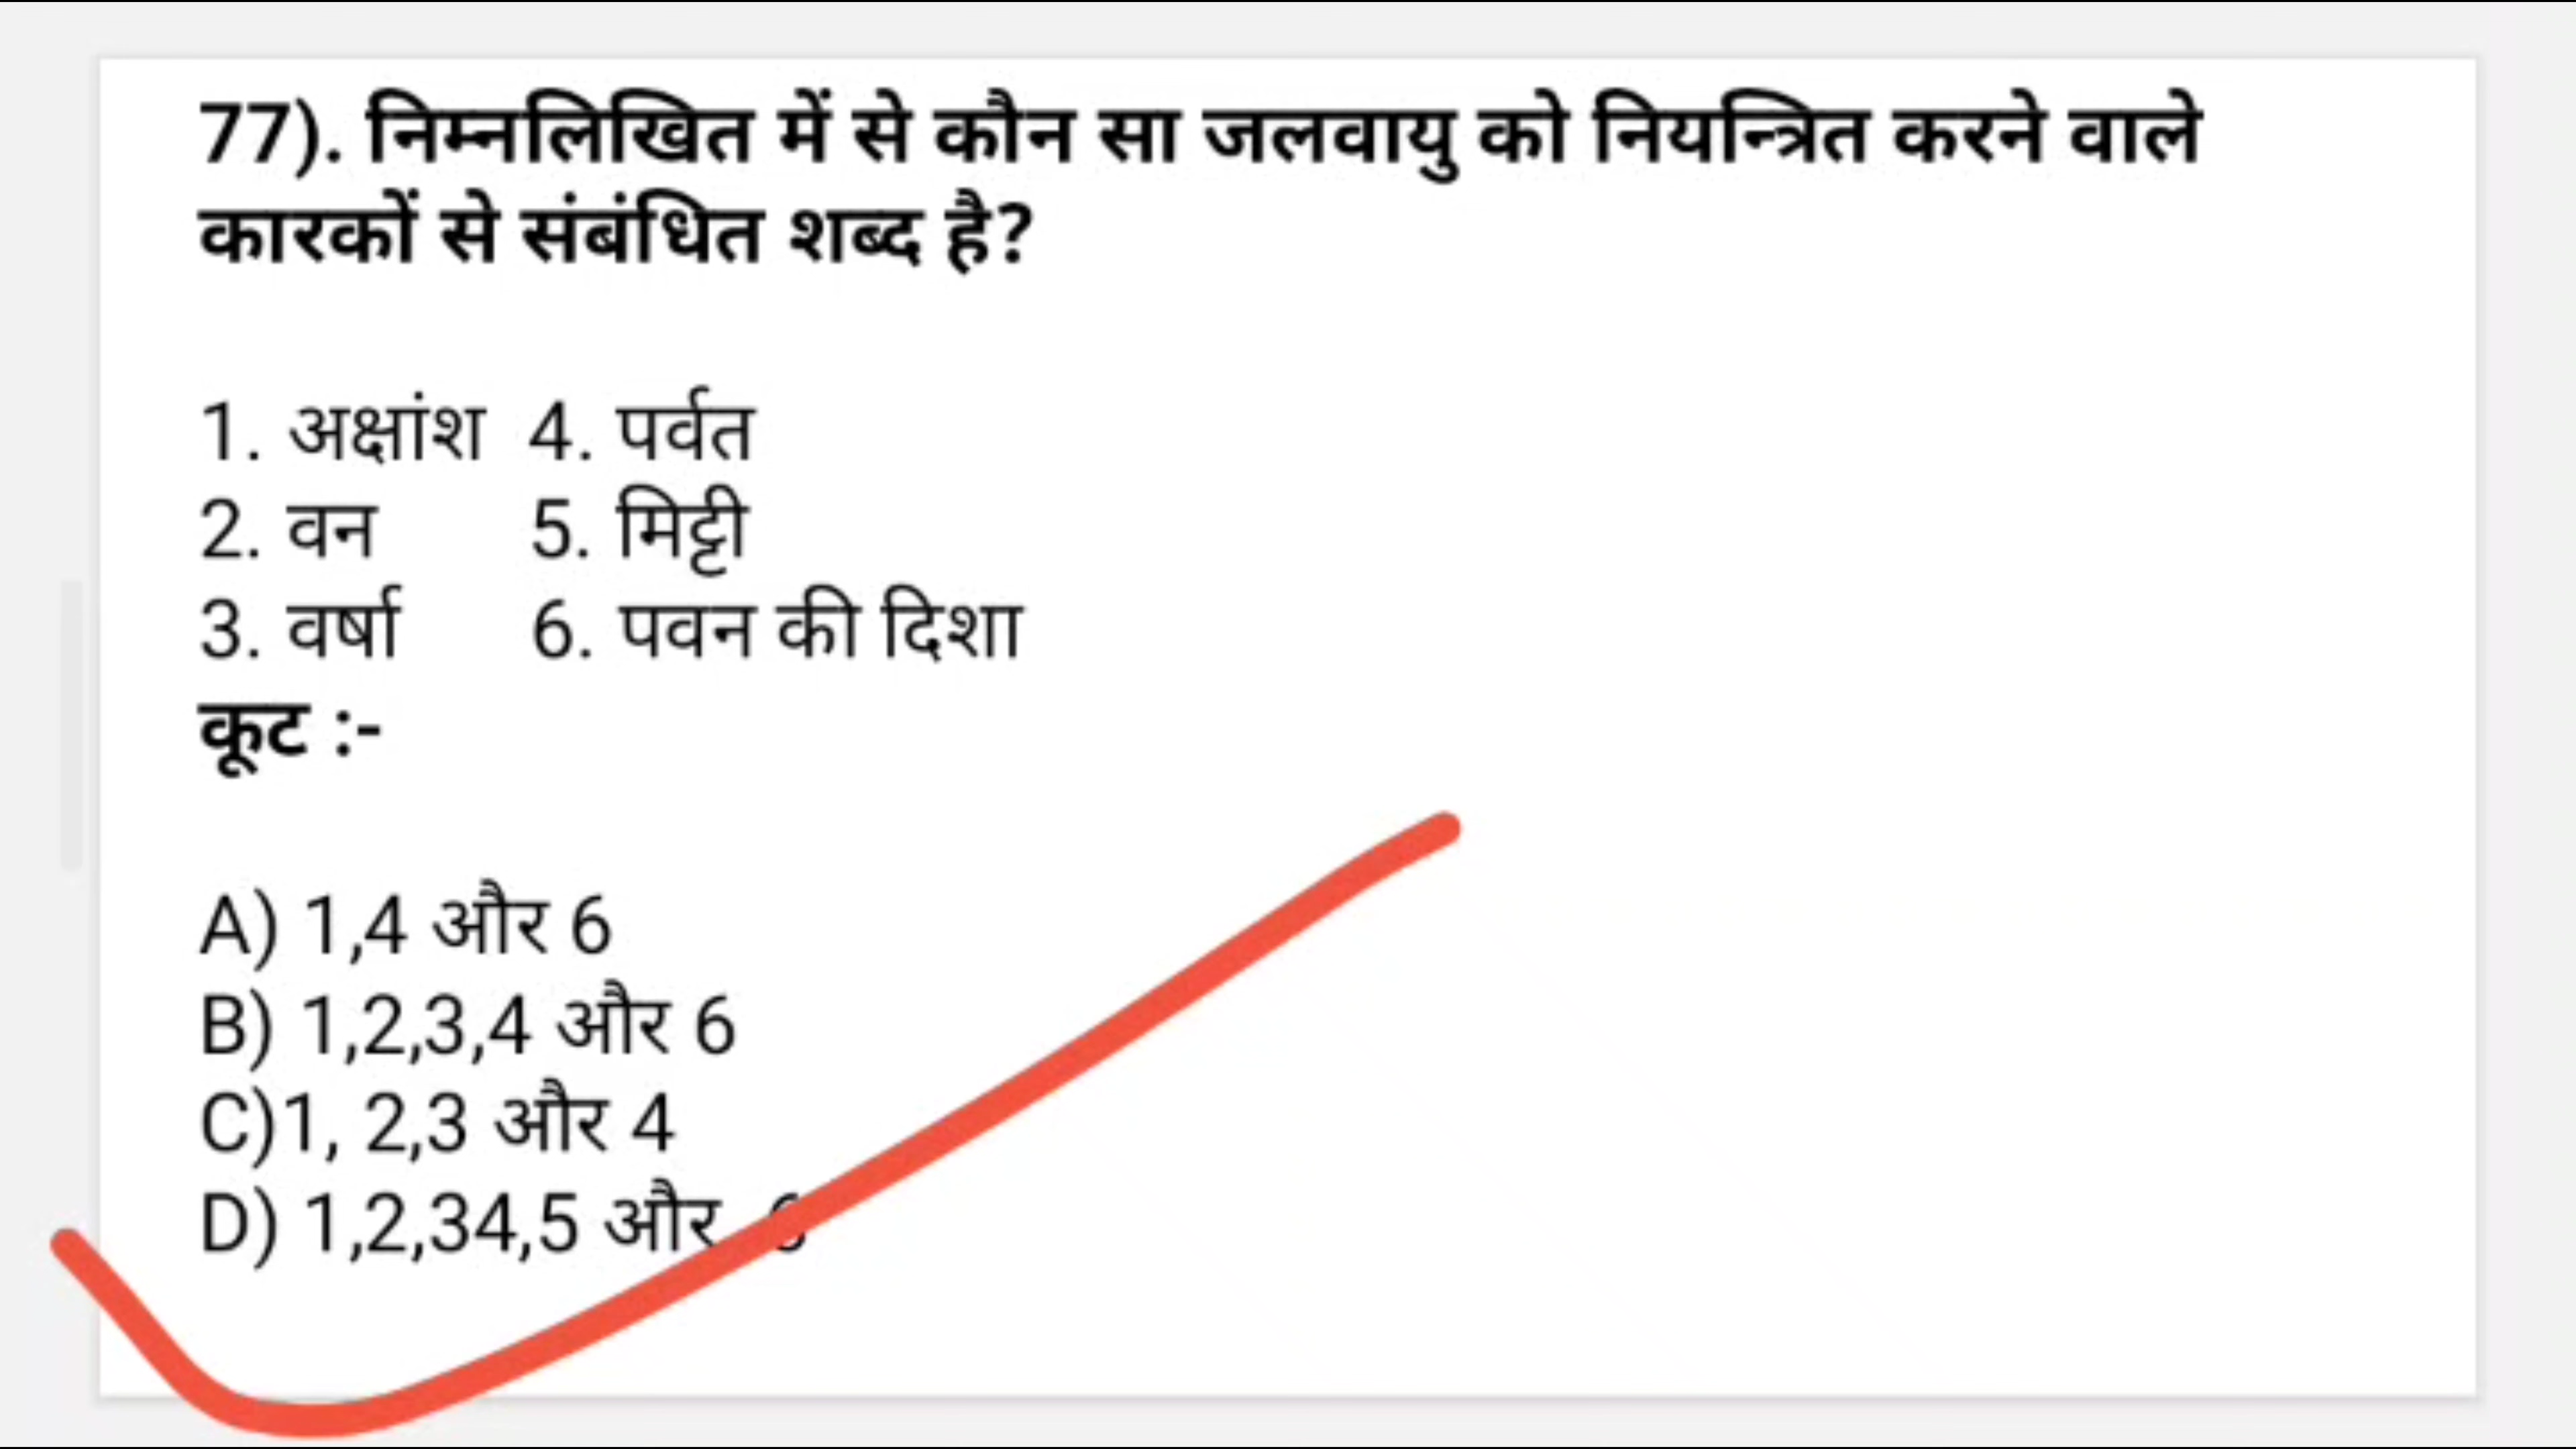 77). निम्नलिखित में से कौन सा जलवायु को नियन्त्रित करने वाले
कारकों से संबंधित शब्द है?
1. अक्षांश 4. पर्वत
2. वन 5. मिट्टी
3. वर्षा 6. पवन की दिशा
कूट :-
A) 1,4 और 6
B) 1,2,3,4 और 6
C)1, 2,3 और 4
D) 1,2,34,5 और 6